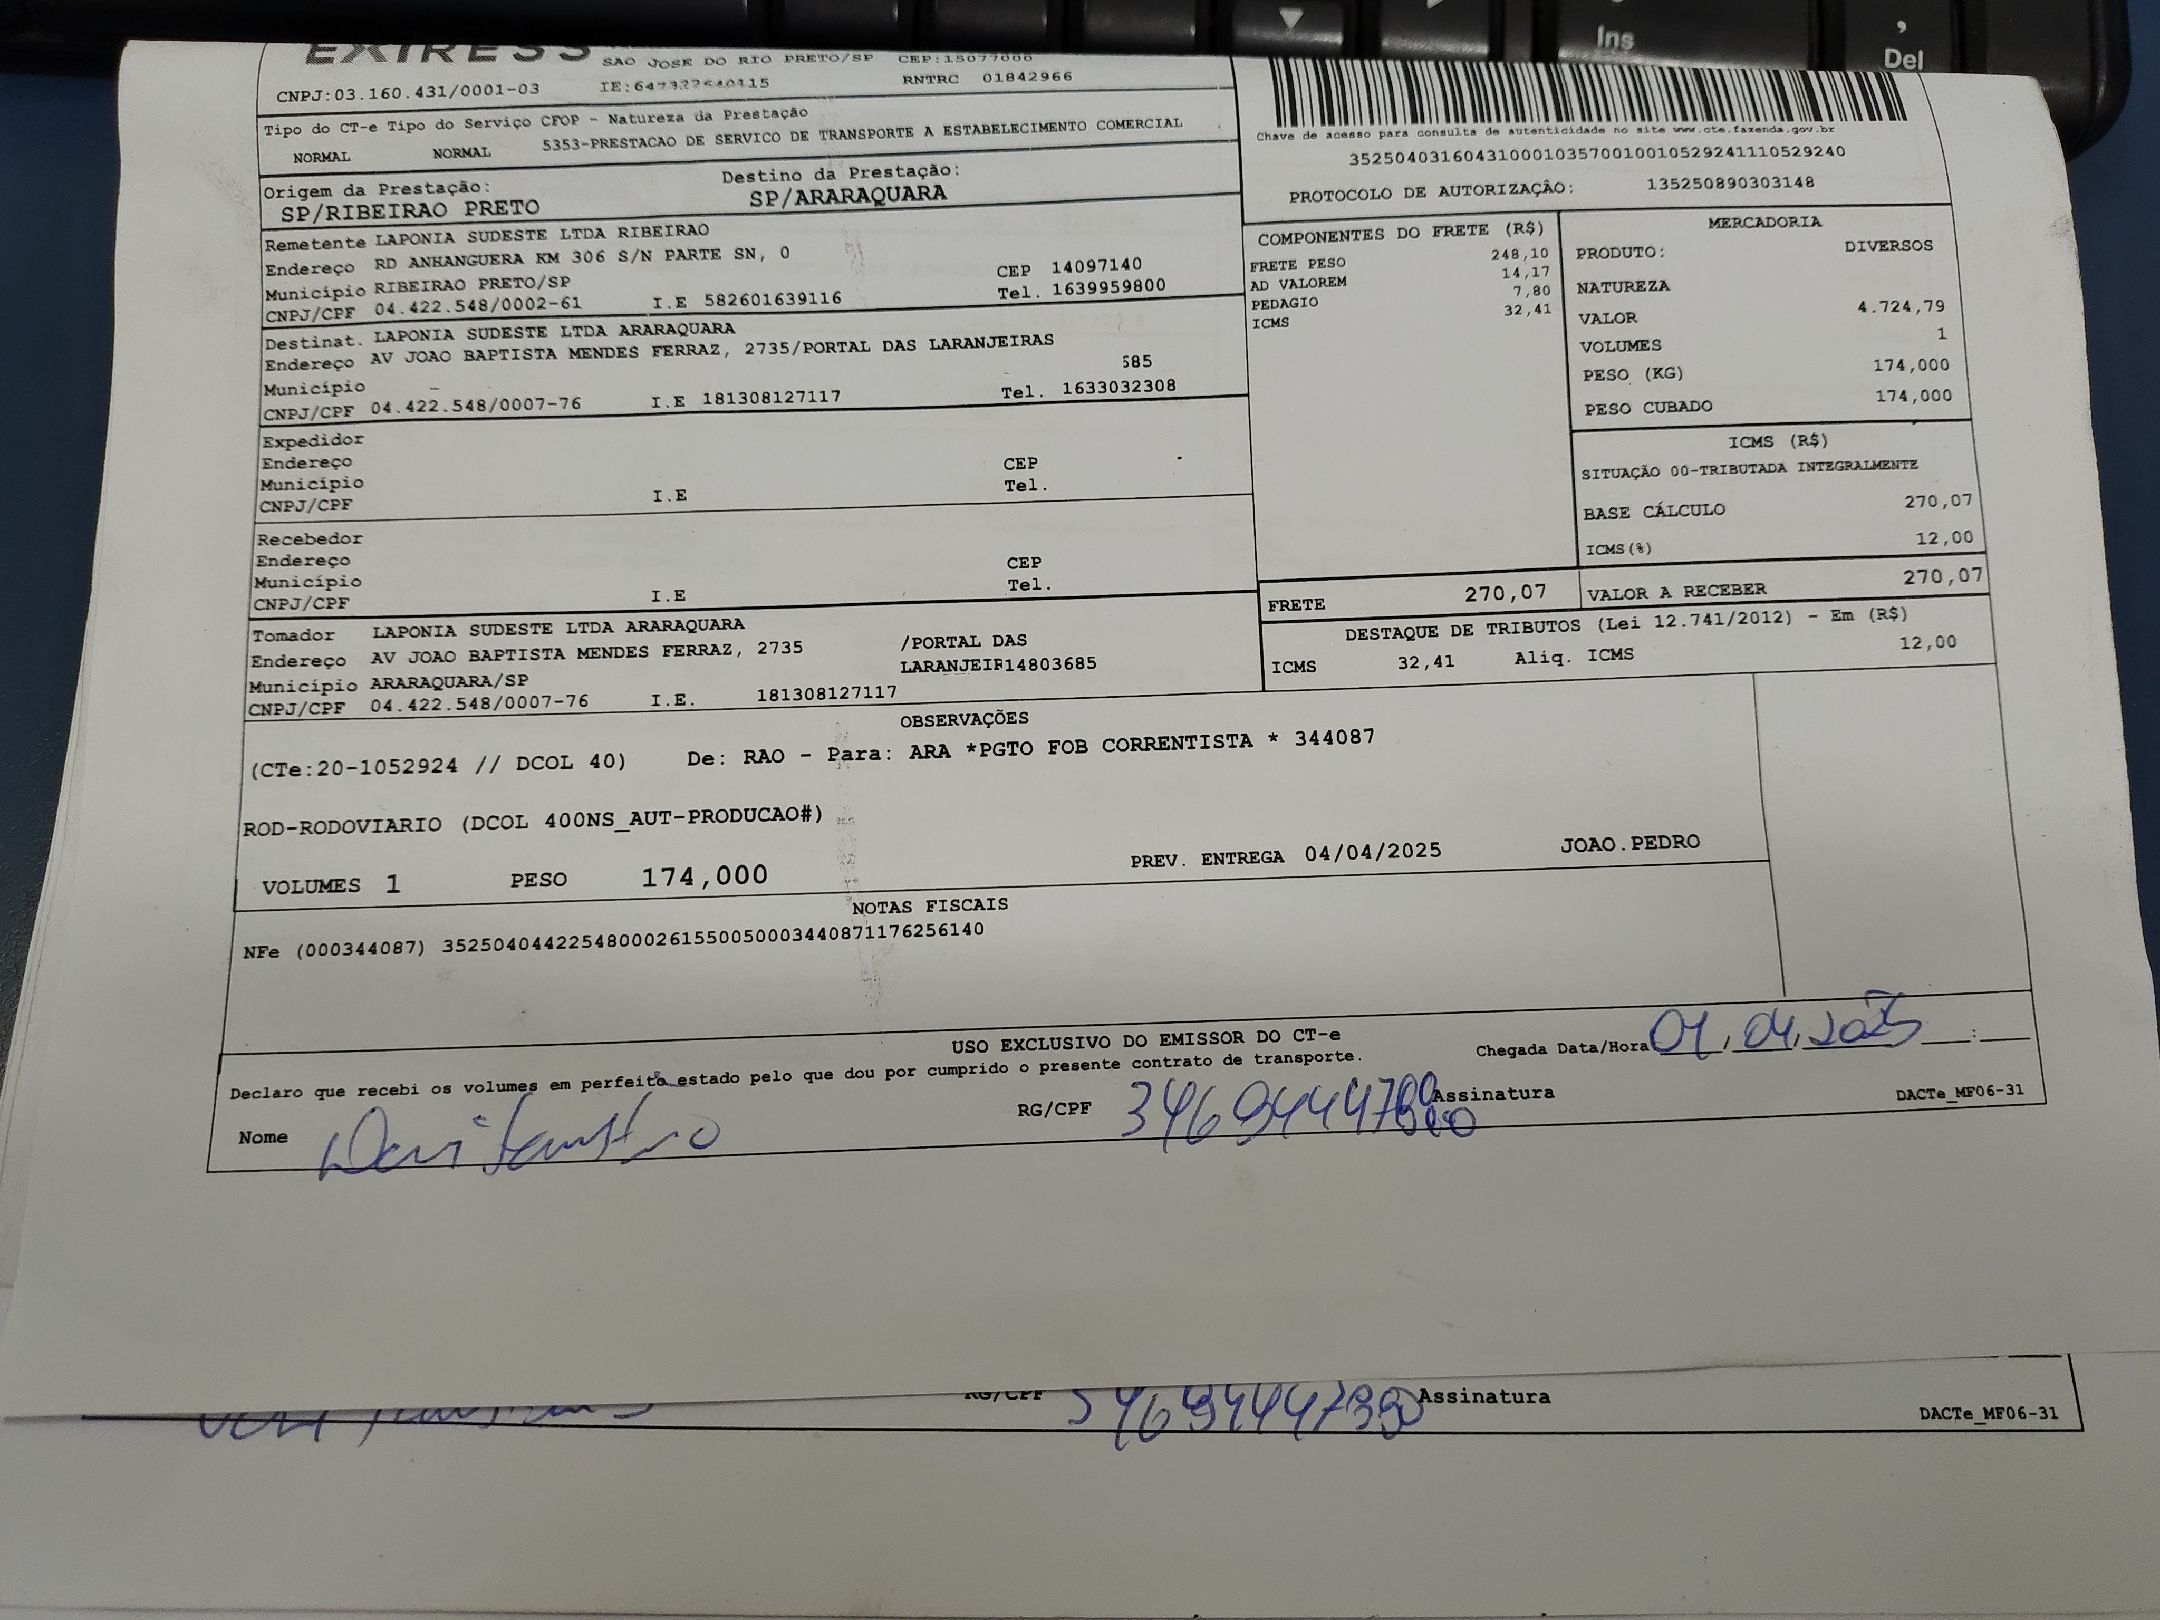 EXPRESS SAO JOSE DO RIO PRETO/SP CEP:15077000
CNPJ:03.160.431/0001-03 RNTRC 01842966
Tipo do CT-e Tipo do Serviço CFOP - Natureza da Prestação
NORMAL NORMAL 5353-PRESTACAO DE SERVICO DE TRANSPORTE A ESTABELECIMENTO COMERCIAL
Origem da Prestação: Destino da Prestação:
SP/RIBEIRAO PRETO SP/ARARAQUARA
Remetente LAPONIA SUDESTE LTDA RIBEIRAO
Endereço RD ANHANGUERA KM 306 S/N PARTE SN, 0 CEP 14097140
Município RIBEIRAO PRETO/SP Tel. 1639959800
CNPJ/CPF 04.422.548/0002-61 I.E 582601639116
Destinat. LAPONIA SUDESTE LTDA ARARAQUARA
Endereço AV JOAO BAPTISTA MENDES FERRAZ, 2735/PORTAL DAS LARANJEIRAS
585
Município
CNPJ/CPF 04.422.548/0007-76 I.E 181308127117 Tel. 1633032308
Expedidor
Endereço CEP
Município Tel.
CNPJ/CPF I.E
Recebedor
Endereço CEP
Município Tel.
CNPJ/CPF I.E
Tomador LAPONIA SUDESTE LTDA ARARAQUARA
Endereço AV JOAO BAPTISTA MENDES FERRAZ, 2735 /PORTAL DAS
LARANJEIR14803685
Município ARARAQUARA/SP
CNPJ/CPF 04.422.548/0007-76 I.E. 181308127117
Chave de acesso para consulta de autenticidade no site www.cte.fazenda.gov.br
35250403160431000103570010010529241110529240
PROTOCOLO DE AUTORIZAÇÃO: 135250890303148
COMPONENTES DO FRETE (R$)
FRETE PESO 248,10
AD VALOREM 14,17
PEDAGIO 7,80
ICMS 32,41
MERCADORIA
PRODUTO: DIVERSOS
NATUREZA
VALOR 4.724,79
VOLUMES 1
PESO (KG) 174,000
PESO CUBADO 174,000
ICMS (R$)
SITUAÇÃO 00-TRIBUTADA INTEGRALMENTE
BASE CÁLCULO 270,07
ICMS(%) 12,00
FRETE 270,07 VALOR A RECEBER 270,07
DESTAQUE DE TRIBUTOS (Lei 12.741/2012) - Em (R$)
ICMS 32,41 Aliq. ICMS 12,00
OBSERVAÇÕES
(CTe:20-1052924 // DCOL 40) De: RAO - Para: ARA *PGTO FOB CORRENTISTA * 344087
ROD-RODOVIARIO (DCOL 400NS_AUT-PRODUCAO#)
VOLUMES 1 PESO 174,000 PREV. ENTREGA 04/04/2025 JOAO.PEDRO
NOTAS FISCAIS
NFe (000344087) 35250404422548000261550050003440871176256140
USO EXCLUSIVO DO EMISSOR DO CT-e
Declaro que recebi os volumes em perfeito estado pelo que dou por cumprido o presente contrato de transporte.
Chegada Data/Hora 04.04.2025 :
Nome RG/CPF Assinatura DACTe_MF06-31
RG/CPF Assinatura
DACTe_MF06-31
Ins
,
Del